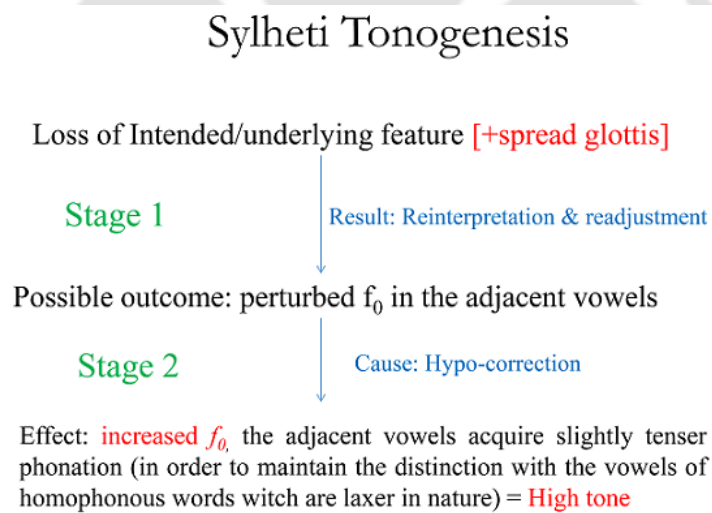 Sylheti Tonogenesis
Loss of Intended/underlying feature [+spread glottis]
Stage 1
Result: Reinterpretation & readjustment
Possible outcome: perturbed f₀ in the adjacent vowels
Stage 2
Cause: Hypo-correction
Effect: increased f₀, the adjacent vowels acquire slightly tenser
phonation (in order to maintain the distinction with the vowels of
homophonous words witch are laxer in nature) = High tone